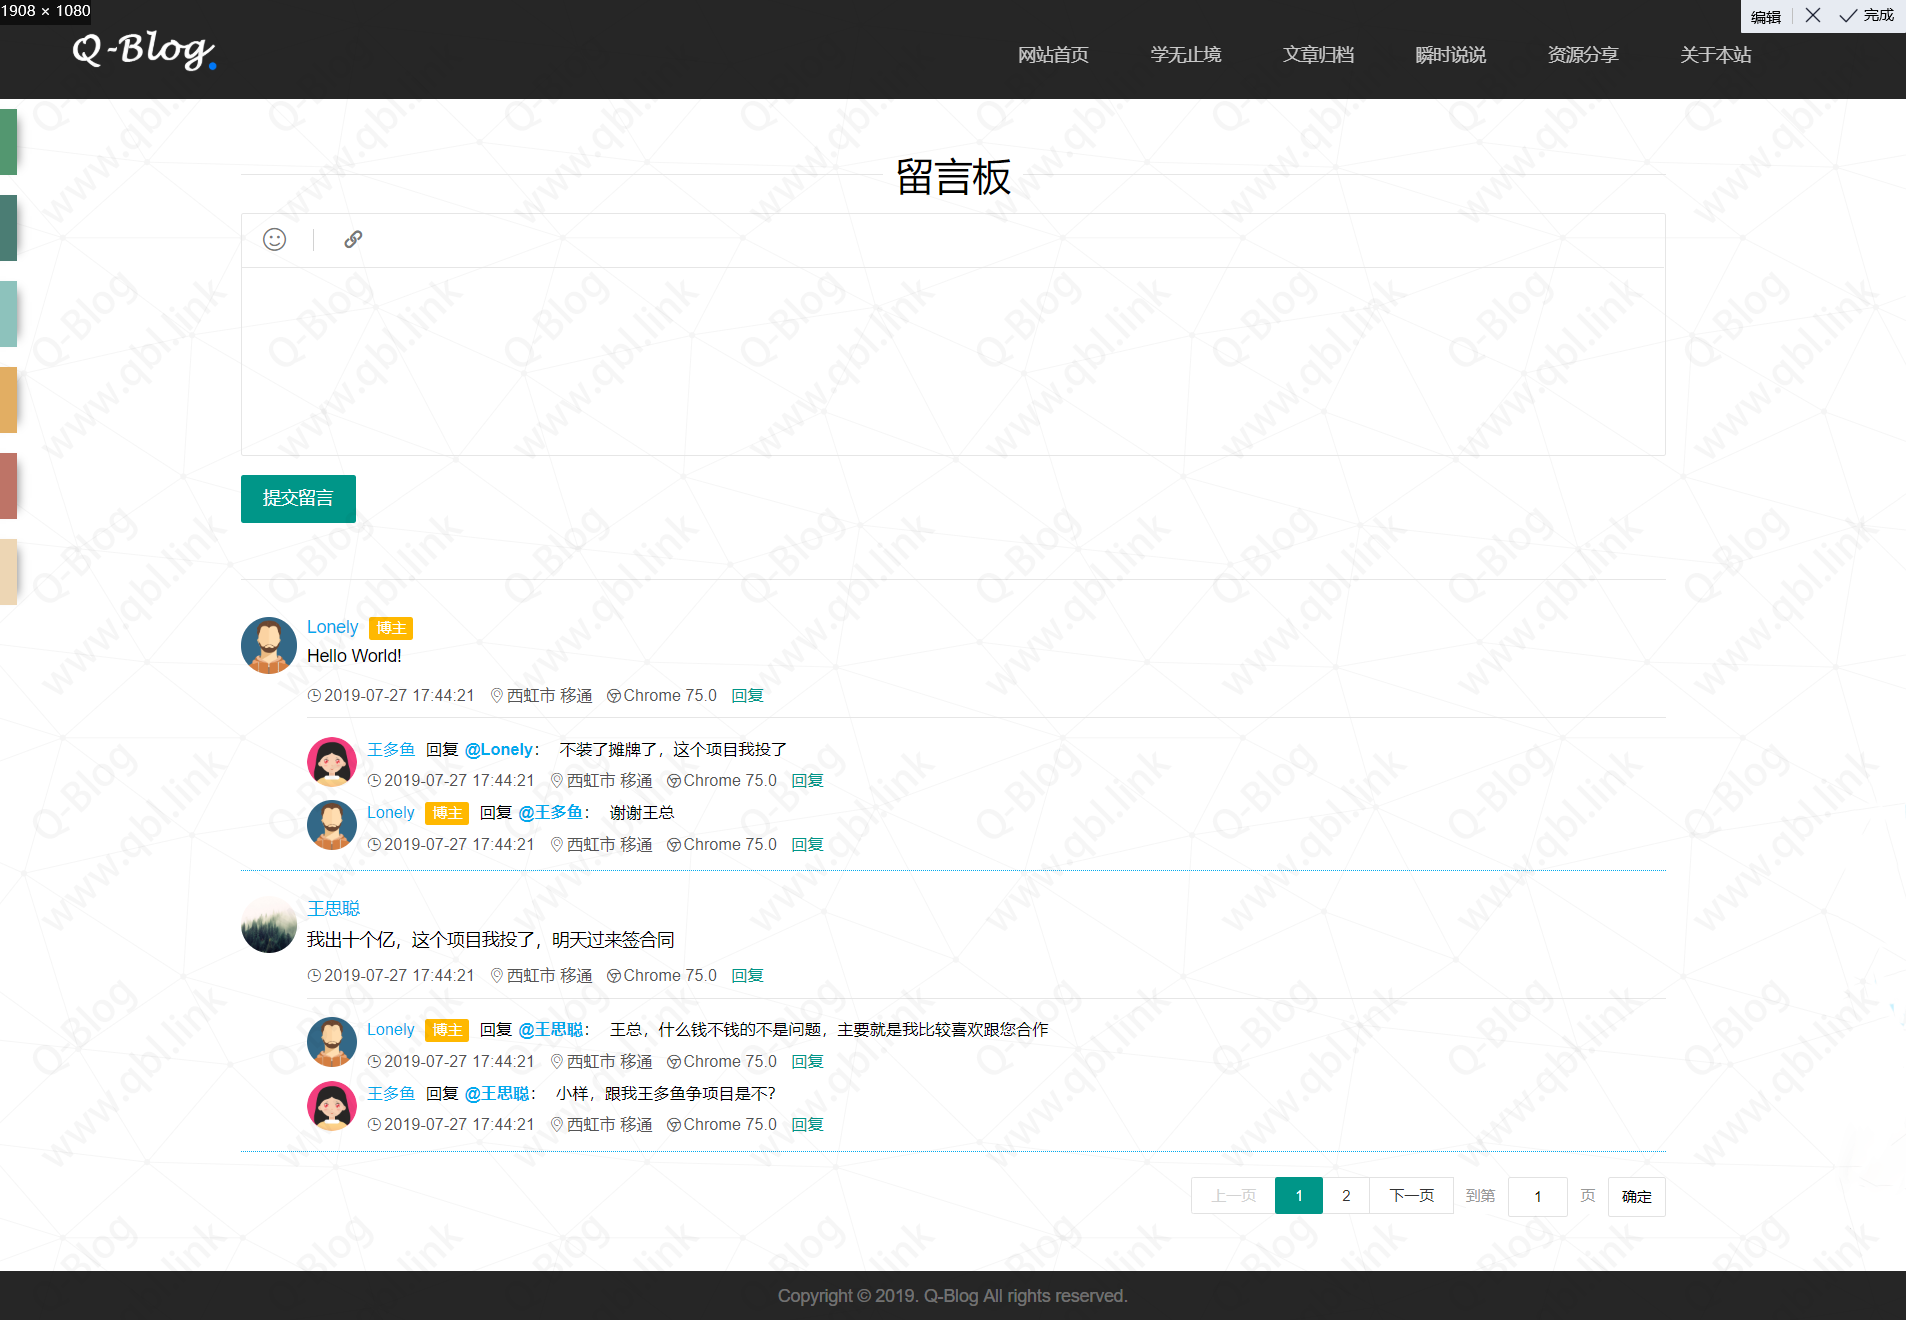 1908 × 1080
编辑 完成
Q-Blog.
网站首页 学无止境 文章归档 瞬时说说 资源分享 关于本站
留言板
提交留言
Lonely 博主
Hello World!
2019-07-27 17:44:21 西虹市 移通 Chrome 75.0 回复
王多鱼 回复 @Lonely： 不装了摊牌了，这个项目我投了
2019-07-27 17:44:21 西虹市 移通 Chrome 75.0 回复
Lonely 博主 回复 @王多鱼： 谢谢王总
2019-07-27 17:44:21 西虹市 移通 Chrome 75.0 回复
王思聪
我出十个亿，这个项目我投了，明天过来签合同
2019-07-27 17:44:21 西虹市 移通 Chrome 75.0 回复
Lonely 博主 回复 @王思聪： 王总，什么钱不钱的不是问题，主要就是我比较喜欢跟您合作
2019-07-27 17:44:21 西虹市 移通 Chrome 75.0 回复
王多鱼 回复 @王思聪： 小样，跟我王多鱼争项目是不?
2019-07-27 17:44:21 西虹市 移通 Chrome 75.0 回复
上一页 1 2 下一页 到第 1 页 确定
Copyright © 2019. Q-Blog All rights reserved.
Q-Blog
www.qbl.link